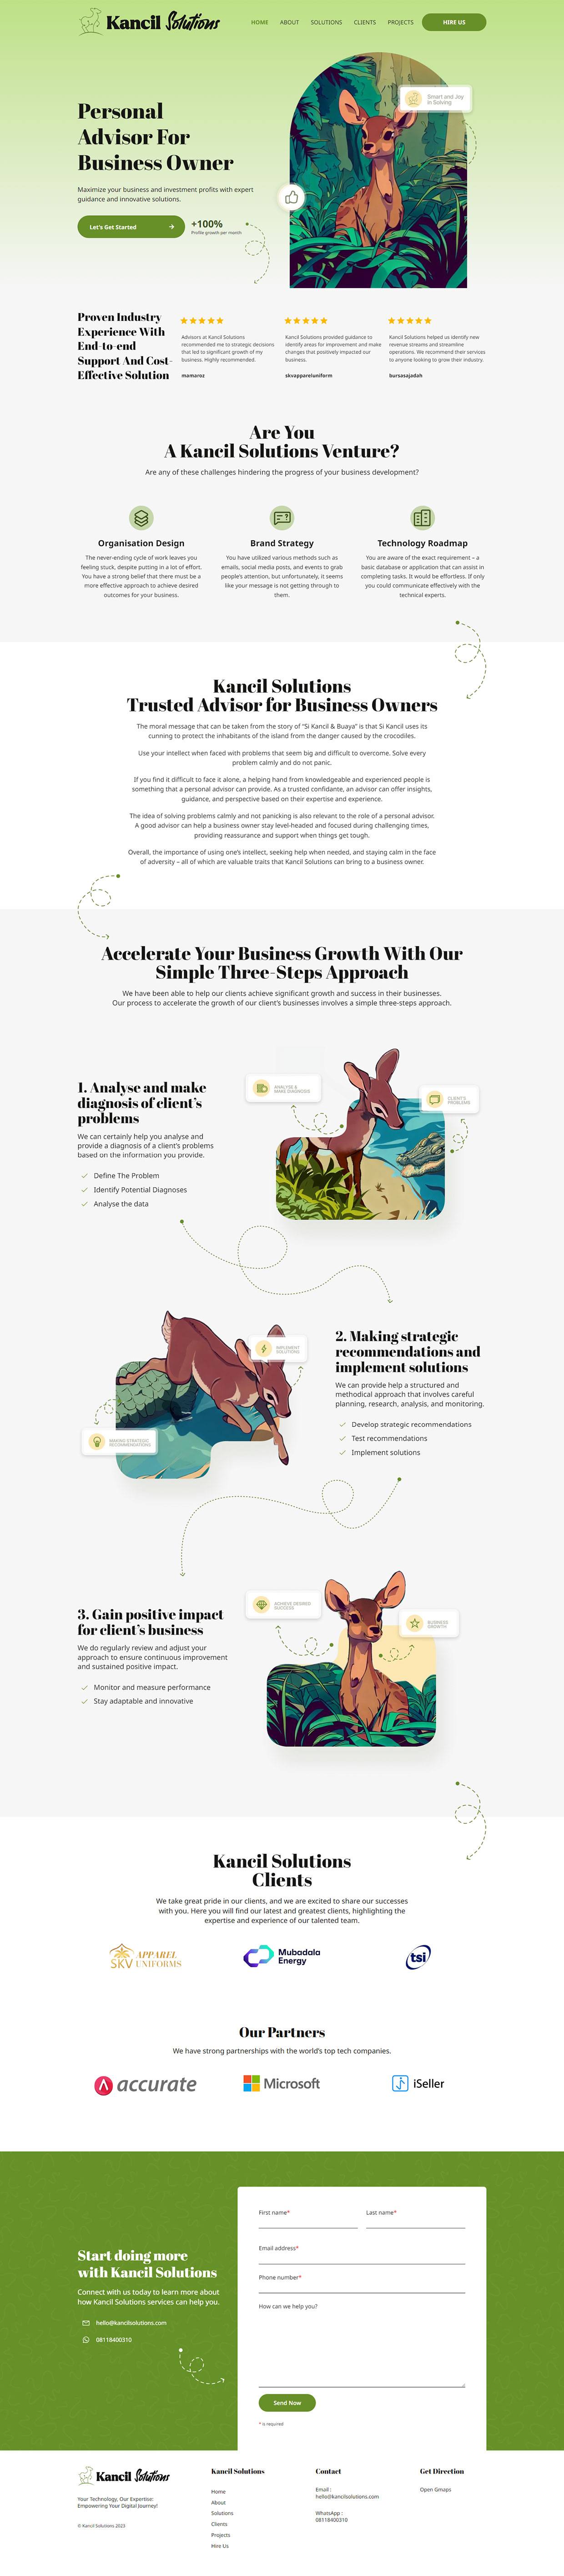 Kancil Solutions
HOME ABOUT SOLUTIONS CLIENTS PROJECTS HIRE US
Smart and Joy
in Solving
Personal
Advisor For
Business Owner
Maximize your business and investment profits with expert
guidance and innovative solutions.
Let's Get Started
+100%
Profile growth per month
Proven Industry
Experience With
End-to-end
Support And Cost-
Effective Solution
Advisors at Kancil Solutions
recommended me to strategic decisions
that led to significant growth of my
business. Highly recommended.
mamaroz
Kancil Solutions provided guidance to
identify areas for improvement and make
changes that positively impacted our
business.
skvappareluniform
Kancil Solutions helped us identify new
revenue streams and streamline
operations. We recommend their services
to anyone looking to grow their industry.
bursasajadah
Are You
A Kancil Solutions Venture?
Are any of these challenges hindering the progress of your business development?
Organisation Design
The never-ending cycle of work leaves you
feeling stuck, despite putting in a lot of effort.
You have a strong belief that there must be a
more effective approach to achieve desired
outcomes for your business.
Brand Strategy
You have utilized various methods such as
emails, social media posts, and events to grab
people's attention, but unfortunately, it seems
like your message is not getting through to
them.
Technology Roadmap
You are aware of the exact requirement – a
basic database or application that can assist in
completing tasks. It would be effortless. If only
you could communicate effectively with the
technical experts.
Kancil Solutions
Trusted Advisor for Business Owners
The moral message that can be taken from the story of "Si Kancil & Buaya" is that Si Kancil uses its
cunning to protect the inhabitants of the island from the danger caused by the crocodiles.
Use your intellect when faced with problems that seem big and difficult to overcome. Solve every
problem calmly and do not panic.
If you find it difficult to face it alone, a helping hand from knowledgeable and experienced people is
something that a personal advisor can provide. As a trusted confidante, an advisor can offer insights,
guidance, and perspective based on their expertise and experience.
The idea of solving problems calmly and not panicking is also relevant to the role of a personal advisor.
A good advisor can help a business owner stay level-headed and focused during challenging times,
providing reassurance and support when things get tough.
Overall, the importance of using one's intellect, seeking help when needed, and staying calm in the face
of adversity – all of which are valuable traits that Kancil Solutions can bring to a business owner.
Accelerate Your Business Growth With Our
Simple Three-Steps Approach
We have been able to help our clients achieve significant growth and success in their businesses.
Our process to accelerate the growth of our client's businesses involves a simple three-steps approach.
1. Analyse and make
diagnosis of client's
problems
We can certainly help you analyse and
provide a diagnosis of a client's problems
based on the information you provide.
Define The Problem
Identify Potential Diagnoses
Analyse the data
ANALYSE &
MAKE DIAGNOSIS
CLIENT'S
PROBLEMS
IMPLEMENT
SOLUTIONS
MAKING STRATEGIC
RECOMMENDATIONS
2. Making strategic
recommendations and
implement solutions
We can provide help a structured and
methodical approach that involves careful
planning, research, analysis, and monitoring.
Develop strategic recommendations
Test recommendations
Implement solutions
3. Gain positive impact
for client's business
We do regularly review and adjust your
approach to ensure continuous improvement
and sustained positive impact.
Monitor and measure performance
Stay adaptable and innovative
ACHIEVE DESIRED
SUCCESS
BUSINESS
GROWTH
Kancil Solutions
Clients
We take great pride in our clients, and we are excited to share our successes
with you. Here you will find our latest and greatest clients, highlighting the
expertise and experience of our talented team.
SKV APPAREL
UNIFORMS
Mubadala
Energy
tsi
Our Partners
We have strong partnerships with the world's top tech companies.
accurate
Microsoft
iSeller
Start doing more
with Kancil Solutions
Connect with us today to learn more about
how Kancil Solutions services can help you.
hello@kancilsolutions.com
08118400310
First name* Last name*
Email address*
Phone number*
How can we help you?
Send Now
* is required
Kancil Solutions
Your Technology, Our Expertise:
Empowering Your Digital Journey!
© Kancil Solutions 2023
Kancil Solutions
Home
About
Solutions
Clients
Projects
Hire Us
Contact
Email :
hello@kancilsolutions.com
WhatsApp :
08118400310
Get Direction
Open Gmaps